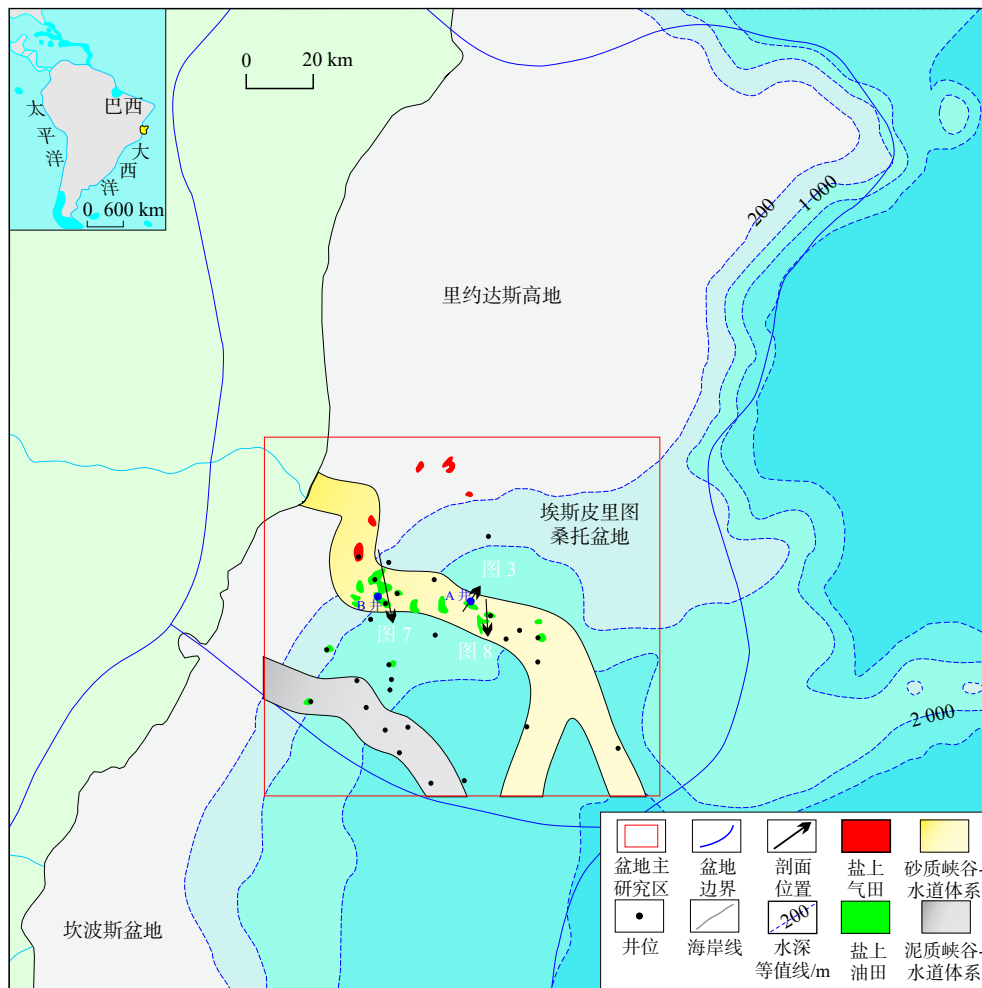 0 20 km
巴西
太
平
洋
大
西
洋
0 600 km
200
1 000
里约达斯高地
埃斯皮里图
桑托盆地
图 3
A 井
B 井
图 7
图 8
2 000
坎波斯盆地
盆地主
研究区
盆地
边界
剖面
位置
盐上
气田
砂质峡谷-
水道体系
井位
海岸线
200
水深
等值线/m
盐上
油田
泥质峡谷-
水道体系